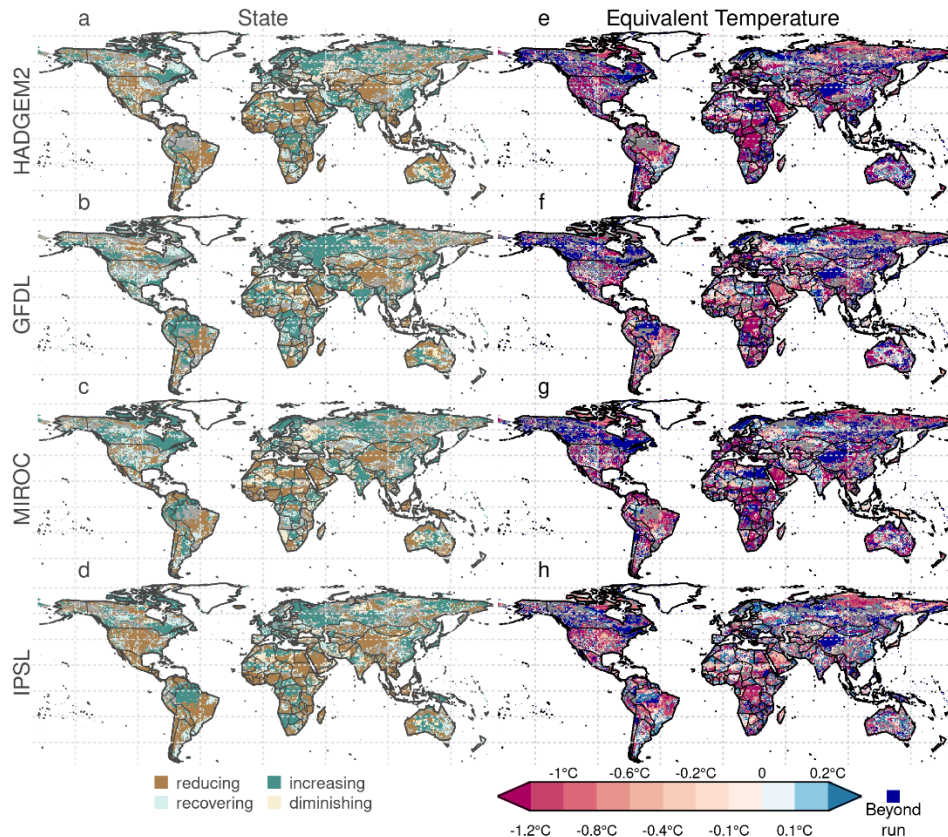 a State e Equivalent Temperature
HADGEM2
b f
GFDL
c g
MIROC
d h
IPSL
reducing increasing
recovering diminishing
-1°C -0.6°C -0.2°C 0 0.2°C
-1.2°C -0.8°C -0.4°C -0.1°C 0.1°C
Beyond
run